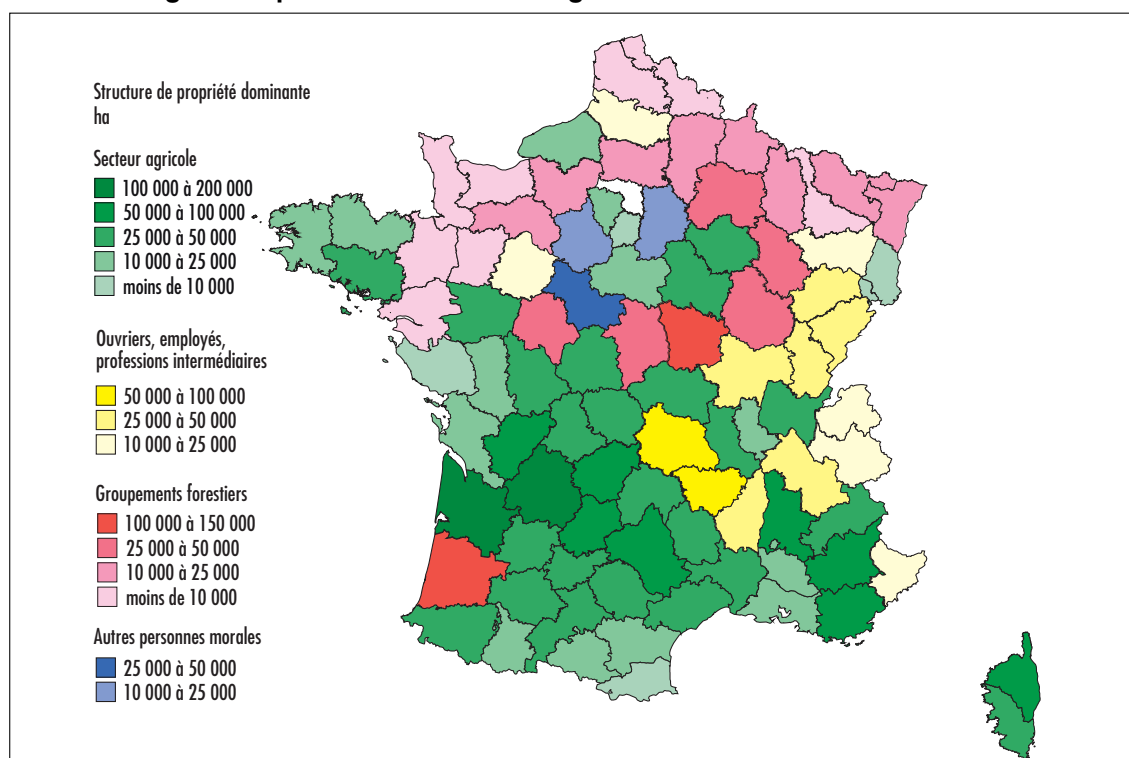 Structure de propriété dominante
ha
Secteur agricole
100 000 à 200 000
50 000 à 100 000
25 000 à 50 000
10 000 à 25 000
moins de 10 000
Ouvriers, employés,
professions intermédiaires
50 000 à 100 000
25 000 à 50 000
10 000 à 25 000
Groupements forestiers
100 000 à 150 000
25 000 à 50 000
10 000 à 25 000
moins de 10 000
Autres personnes morales
25 000 à 50 000
10 000 à 25 000